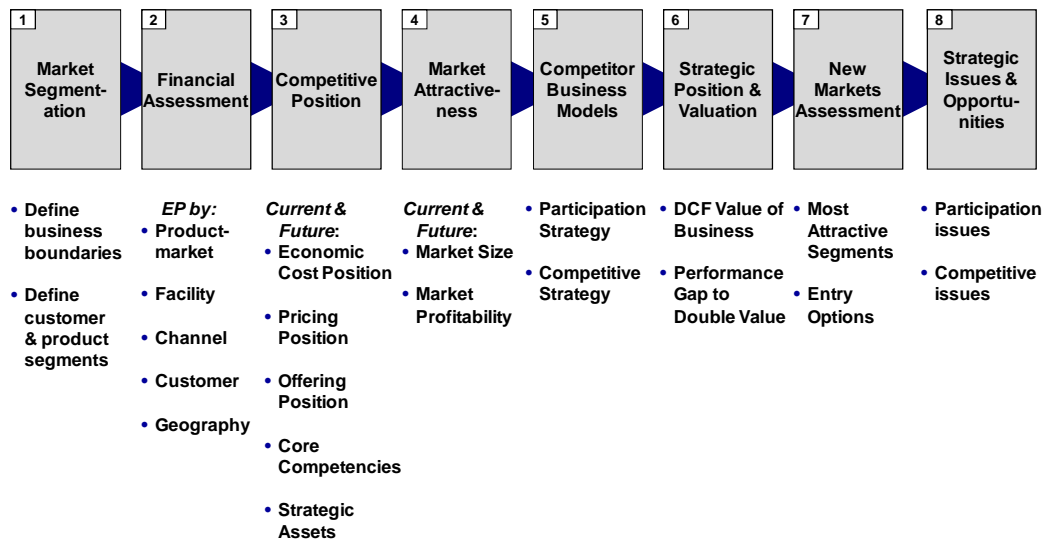 1
Market
Segment-
ation
2
Financial
Assessment
3
Competitive
Position
4
Market
Attractive-
ness
5
Competitor
Business
Models
6
Strategic
Position &
Valuation
7
New
Markets
Assessment
8
Strategic
Issues &
Opportu-
nities
• Define
business
boundaries
• Define
customer
& product
segments
EP by:
• Product-
market
• Facility
• Channel
• Customer
• Geography
Current &
Future:
• Economic
Cost Position
• Pricing
Position
• Offering
Position
• Core
Competencies
• Strategic
Assets
Current &
Future:
• Market Size
• Market
Profitability
• Participation
Strategy
• Competitive
Strategy
• DCF Value of
Business
• Performance
Gap to
Double Value
• Most
Attractive
Segments
• Entry
Options
• Participation
issues
• Competitive
issues